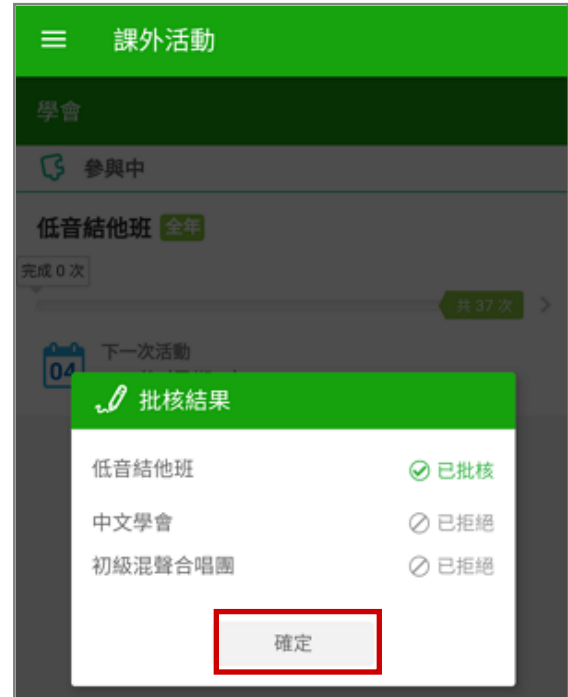 課外活動
學會
參與中
低音結他班 全年
完成 0 次
共 37 次
下一次活動
04
批核結果
低音結他班 已批核
中文學會 已拒絕
初級混聲合唱團 已拒絕
確定